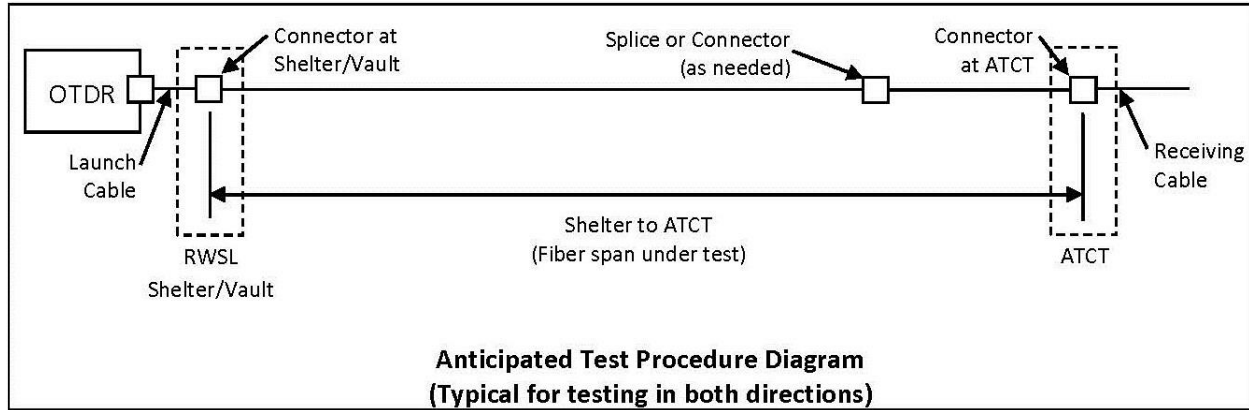 OTDR
Launch
Cable
Connector at
Shelter/Vault
Splice or Connector
(as needed)
Connector
at ATCT
Receiving
Cable
Shelter to ATCT
(Fiber span under test)
RWSL
Shelter/Vault
ATCT
Anticipated Test Procedure Diagram
(Typical for testing in both directions)